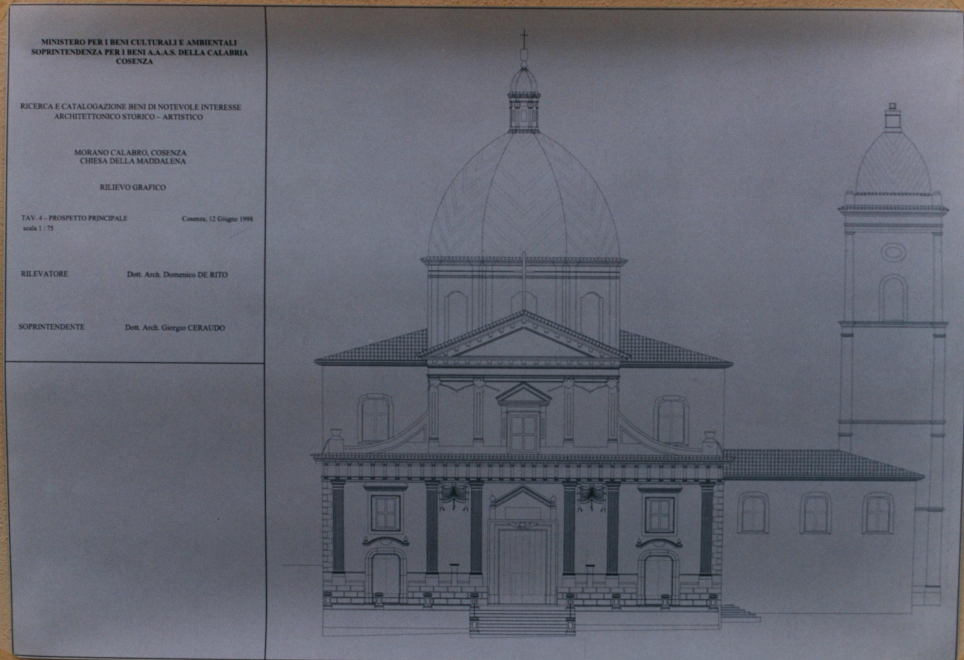 MINISTERO PER I BENI CULTURALI E AMBIENTALI
SOPRINTENDENZA PER I BENI A.A.A.S. DELLA CALABRIA
COSENZA
RICERCA E CATALOGAZIONE BENI DI NOTEVOLE INTERESSE
ARCHITETTONICO STORICO – ARTISTICO
MORANO CALABRO, COSENZA
CHIESA DELLA MADDALENA
RILIEVO GRAFICO
TAV. 4 – PROSPETTO PRINCIPALE Cosenza, 12 Giugno 1998
scala 1 : 75
RILEVATORE Dott. Arch. Domenico DE RITO
SOPRINTENDENTE Dott. Arch. Giorgio CERAUDO